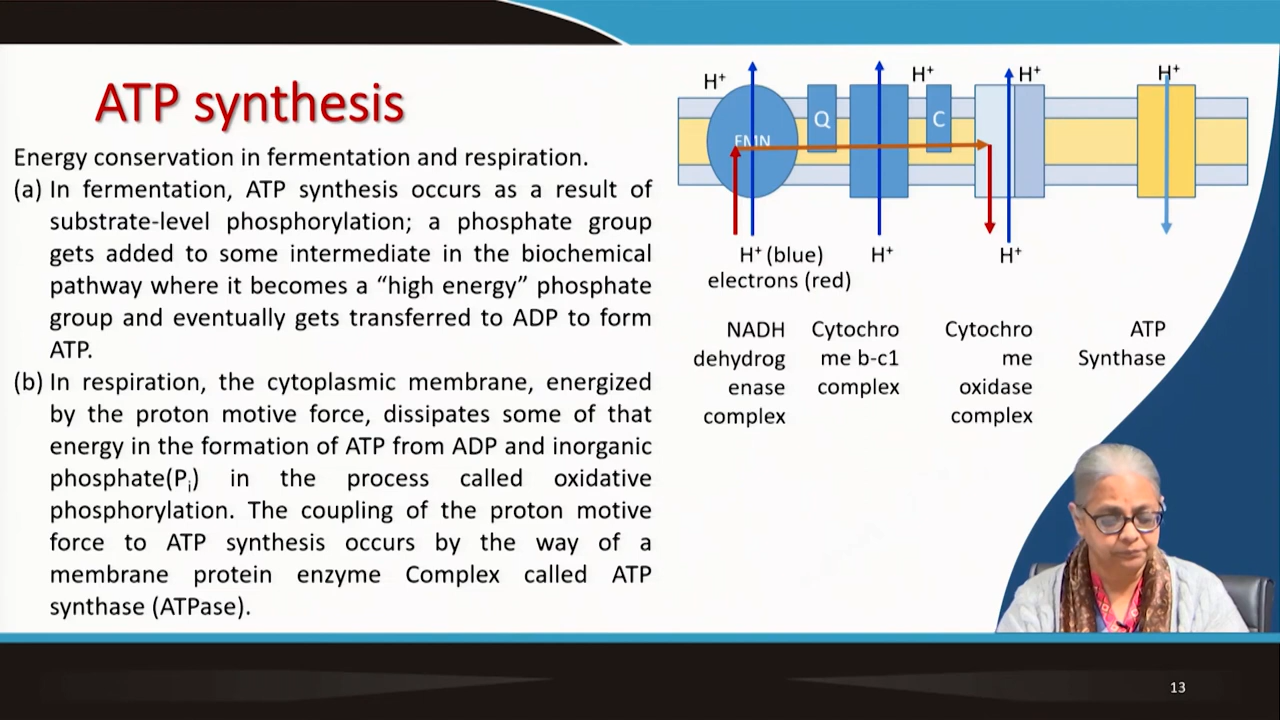 ATP synthesis
Energy conservation in fermentation and respiration.
(a) In fermentation, ATP synthesis occurs as a result of
substrate-level phosphorylation; a phosphate group
gets added to some intermediate in the biochemical
pathway where it becomes a “high energy” phosphate
group and eventually gets transferred to ADP to form
ATP.
(b) In respiration, the cytoplasmic membrane, energized
by the proton motive force, dissipates some of that
energy in the formation of ATP from ADP and inorganic
phosphate(Pi) in the process called oxidative
phosphorylation. The coupling of the proton motive
force to ATP synthesis occurs by the way of a
membrane protein enzyme Complex called ATP
synthase (ATPase).
H⁺ H⁺ H⁺ H⁺
Q C
FMN
H⁺ (blue) H⁺ H⁺
electrons (red)
NADH
dehydrog
enase
complex
Cytochro
me b-c1
complex
Cytochro
me
oxidase
complex
ATP
Synthase
13